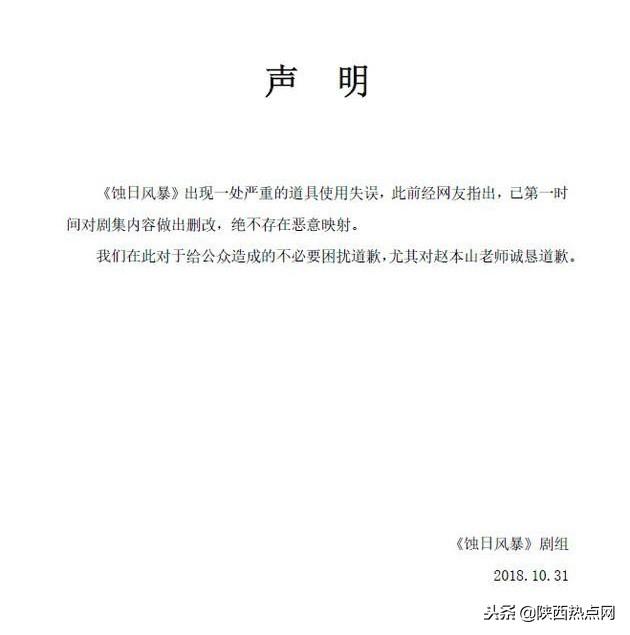 声 明
《蚀日风暴》出现一处严重的道具使用失误，此前经网友指出，已第一时
间对剧集内容做出删改，绝不存在恶意映射。
我们在此对于给公众造成的不必要困扰道歉，尤其对赵本山老师诚恳道歉。
《蚀日风暴》剧组
2018.10.31
头条 @陕西热点网